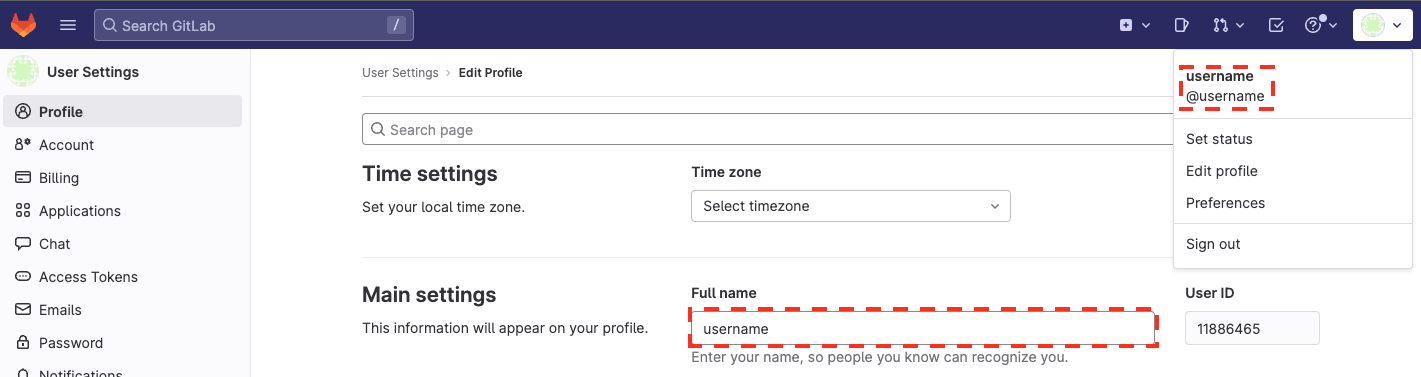 Search GitLab /
User Settings
Profile
Account
Billing
Applications
Chat
Access Tokens
Emails
Password
Notifications
User Settings › Edit Profile
Search page
Time settings
Set your local time zone.
Time zone
Select timezone
Main settings
This information will appear on your profile.
Full name
username
Enter your name, so people you know can recognize you.
User ID
11886465
username
@username
Set status
Edit profile
Preferences
Sign out